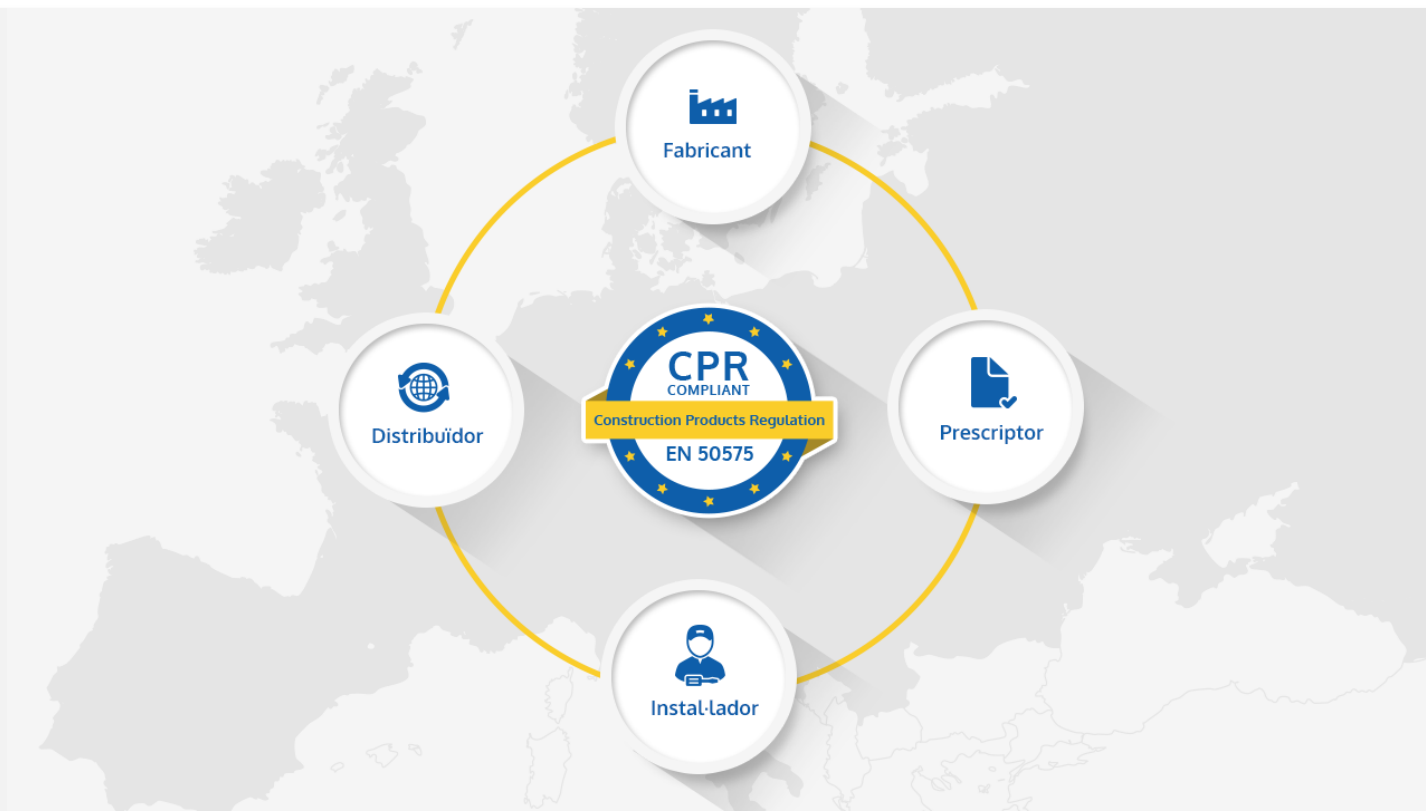 Fabricant
Distribuïdor
CPR
COMPLIANT
Construction Products Regulation
EN 50575
Prescriptor
Instal·lador